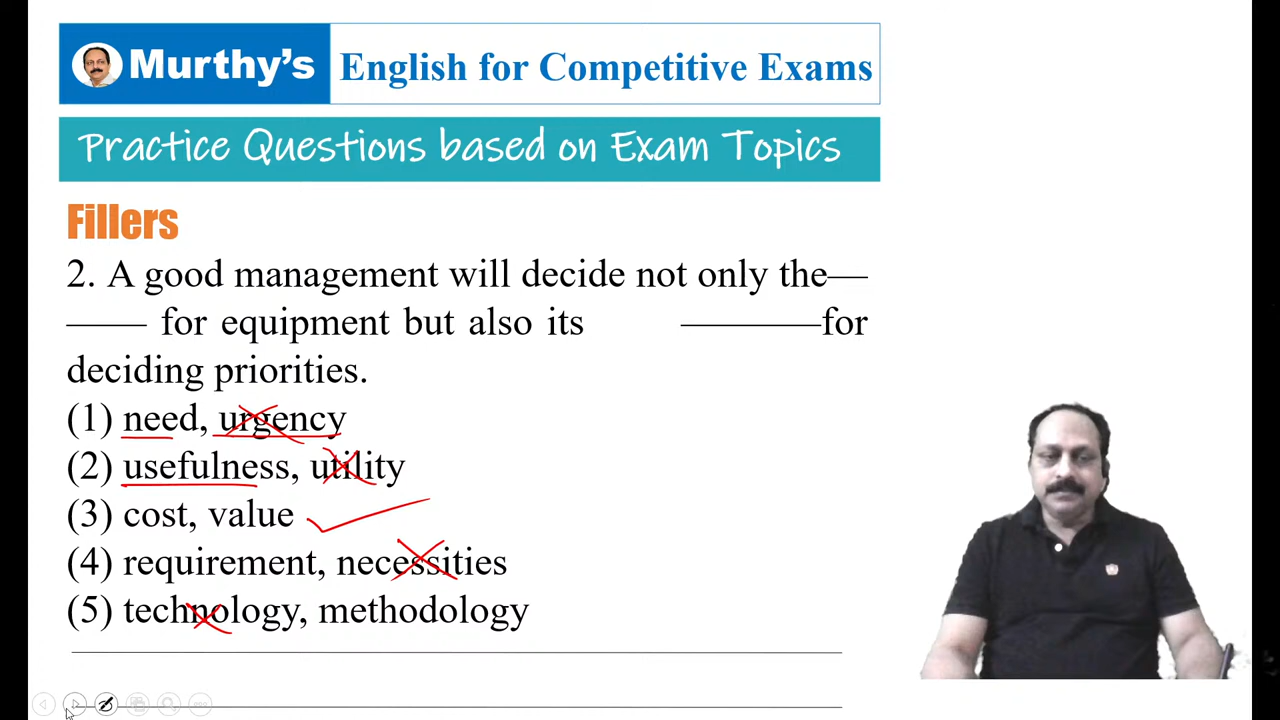 Murthy's English for Competitive Exams
Practice Questions based on Exam Topics
Fillers
2. A good management will decide not only the——
—— for equipment but also its ————for
deciding priorities.
(1) need, urgency
(2) usefulness, utility
(3) cost, value
(4) requirement, necessities
(5) technology, methodology